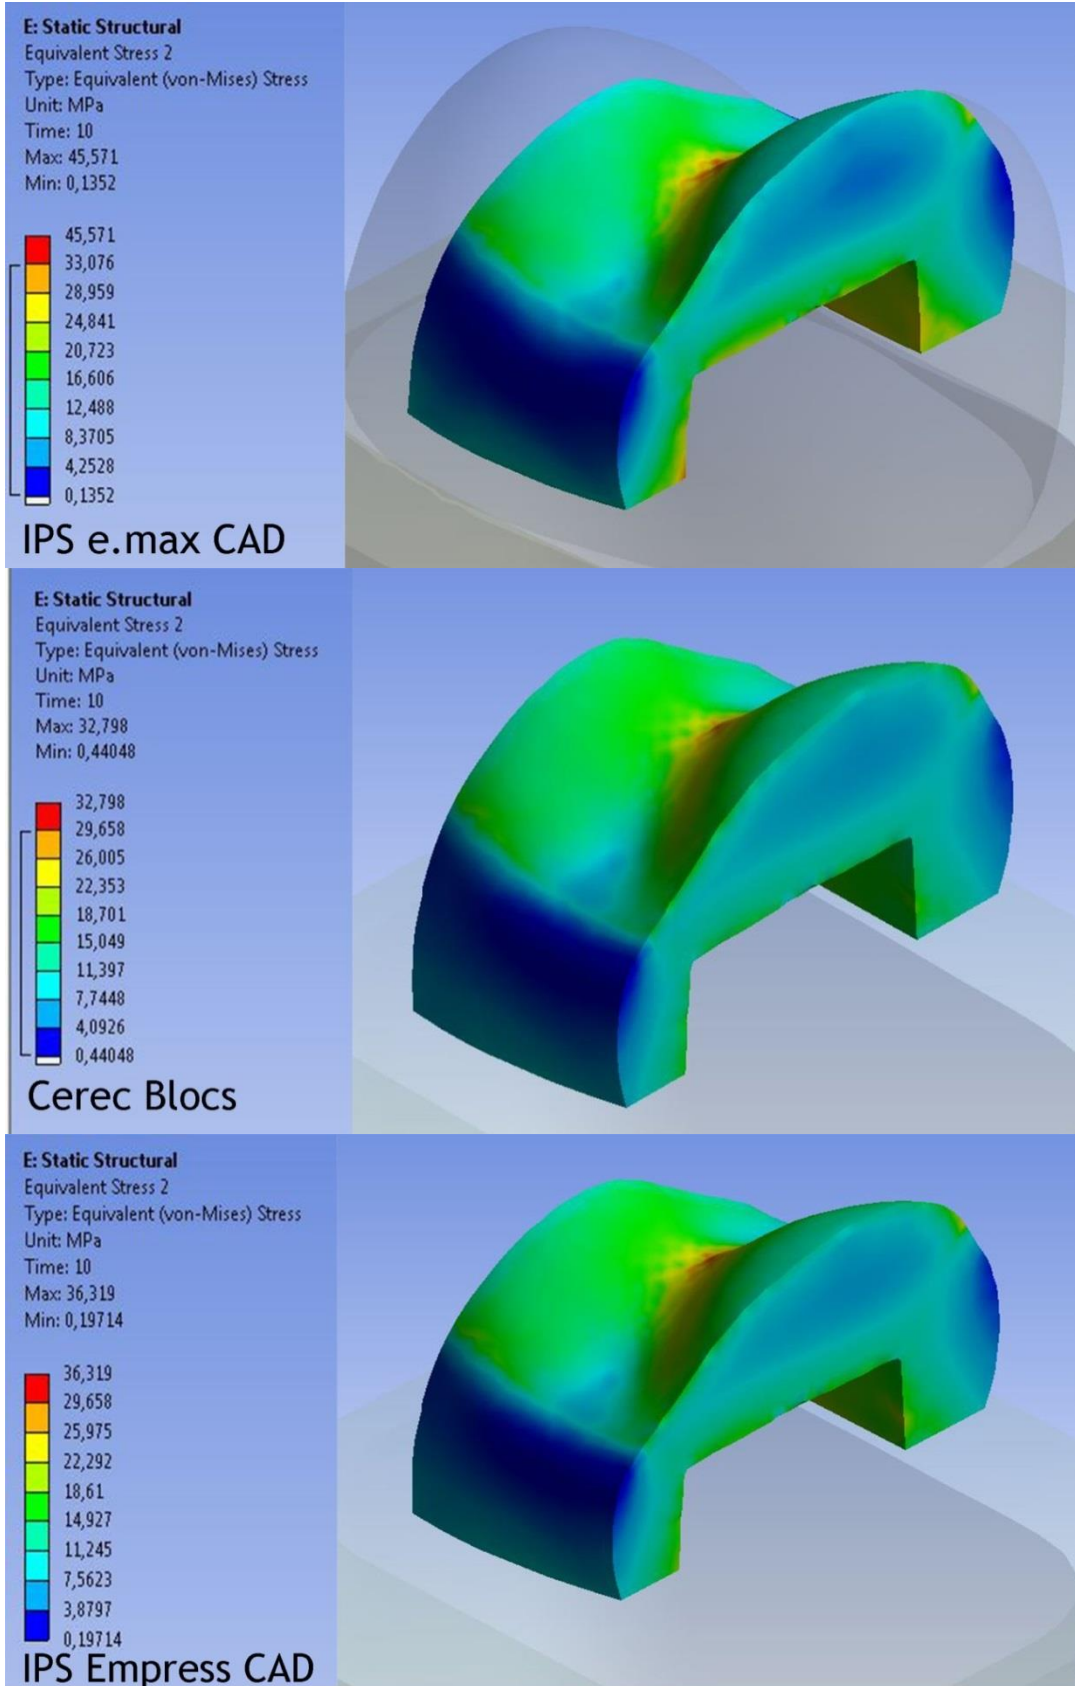 E: Static Structural
Equivalent Stress 2
Type: Equivalent (von-Mises) Stress
Unit: MPa
Time: 10
Max: 45,571
Min: 0,1352
45,571
33,076
28,959
24,841
20,723
16,606
12,488
8,3705
4,2528
0,1352
IPS e.max CAD
E: Static Structural
Equivalent Stress 2
Type: Equivalent (von-Mises) Stress
Unit: MPa
Time: 10
Max: 32,798
Min: 0,44048
32,798
29,658
26,005
22,353
18,701
15,049
11,397
7,7448
4,0926
0,44048
Cerec Blocs
E: Static Structural
Equivalent Stress 2
Type: Equivalent (von-Mises) Stress
Unit: MPa
Time: 10
Max: 36,319
Min: 0,19714
36,319
29,658
25,975
22,292
18,61
14,927
11,245
7,5623
3,8797
0,19714
IPS Empress CAD